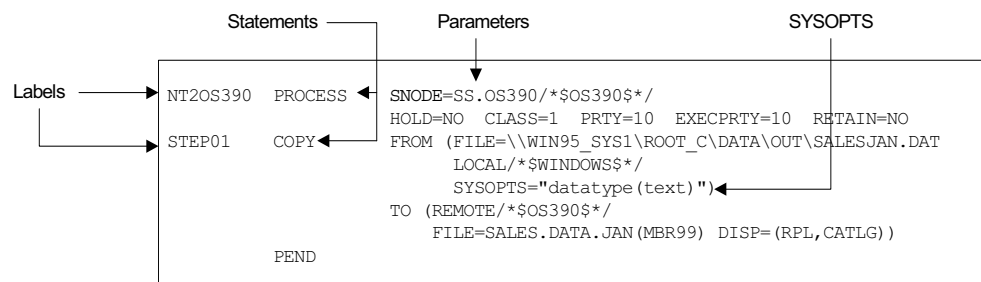 Statements Parameters SYSOPTS
Labels
NT2OS390 PROCESS SNODE=SS.OS390/*$OS390$*/
HOLD=NO CLASS=1 PRTY=10 EXECPRTY=10 RETAIN=NO
STEP01 COPY FROM (FILE=\\WIN95_SYS1\ROOT_C\DATA\OUT\SALESJAN.DAT
LOCAL/*$WINDOWS$*/
SYSOPTS="datatype(text)")
TO (REMOTE/*$OS390$*/
FILE=SALES.DATA.JAN(MBR99) DISP=(RPL,CATLG))
PEND